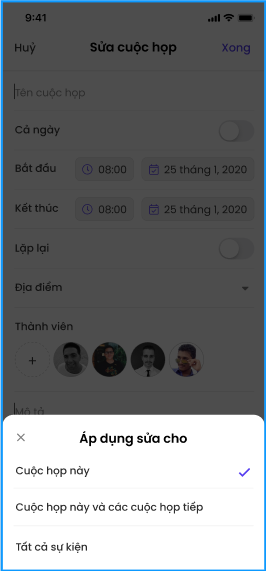 9:41
Huỷ Sửa cuộc họp Xong
Tên cuộc họp
Cả ngày
Bắt đầu 08:00 25 tháng 1, 2020
Kết thúc 08:00 25 tháng 1, 2020
Lặp lại
Địa điểm
Thành viên
+
Mô tả
Áp dụng sửa cho
Cuộc họp này
Cuộc họp này và các cuộc họp tiếp
Tất cả sự kiện